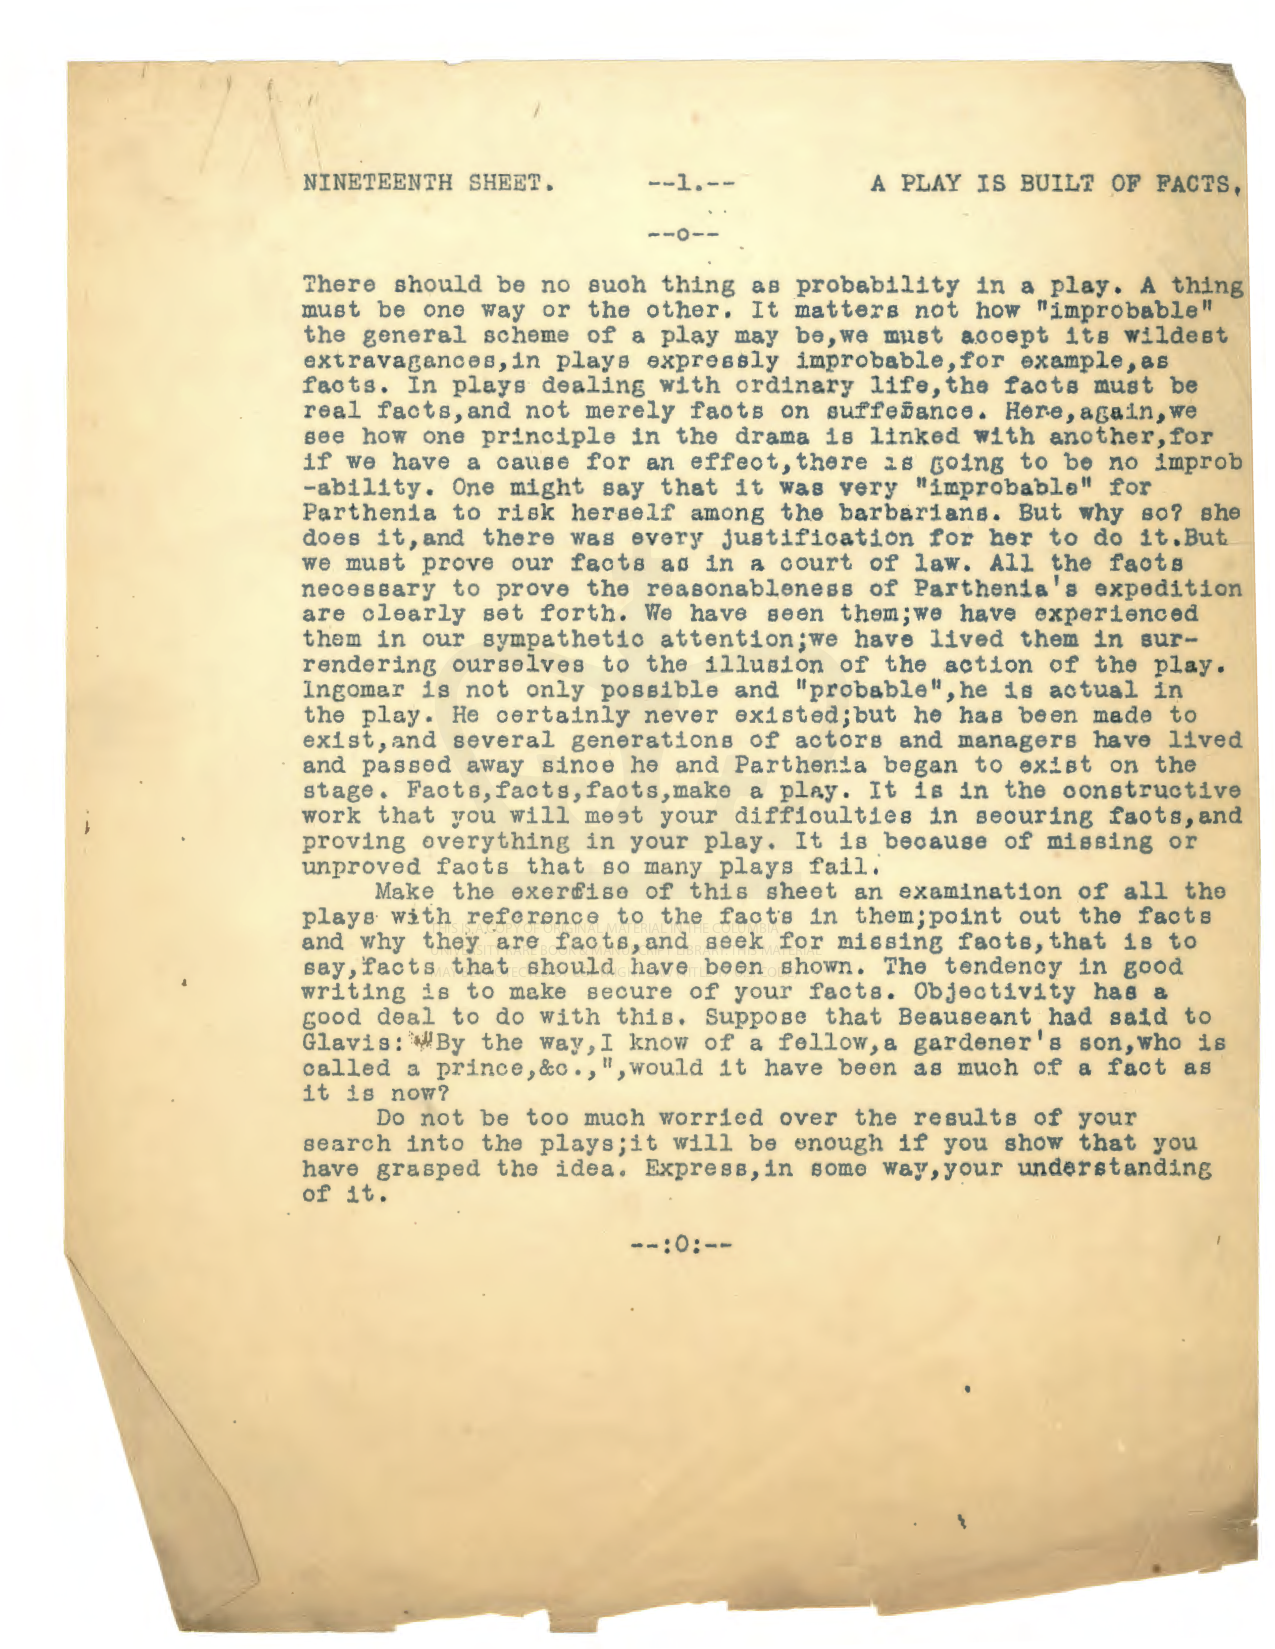 NINETEENTH SHEET. --1.-- A PLAY IS BUILT OF FACTS.
--o--
There should be no such thing as probability in a play. A thing
must be one way or the other. It matters not how "improbable"
the general scheme of a play may be,we must accept its wildest
extravagances,in plays expressly improbable,for example,as
facts. In plays dealing with ordinary life,the facts must be
real facts,and not merely facts on sufferance. Here,again,we
see how one principle in the drama is linked with another,for
if we have a cause for an effect,there is going to be no improb
-ability. One might say that it was very "improbable" for
Parthenia to risk herself among the barbarians. But why so? she
does it,and there was every justification for her to do it.But
we must prove our facts as in a court of law. All the facts
necessary to prove the reasonableness of Parthenia's expedition
are clearly set forth. We have seen them;we have experienced
them in our sympathetic attention;we have lived them in sur-
rendering ourselves to the illusion of the action of the play.
Ingomar is not only possible and "probable",he is actual in
the play. He certainly never existed;but he has been made to
exist,and several generations of actors and managers have lived
and passed away since he and Parthenia began to exist on the
stage. Facts,facts,facts,make a play. It is in the constructive
work that you will meet your difficulties in securing facts,and
proving everything in your play. It is because of missing or
unproved facts that so many plays fail.
Make the exercise of this sheet an examination of all the
plays with reference to the facts in them;point out the facts
and why they are facts,and seek for missing facts,that is to
say,facts that should have been shown. The tendency in good
writing is to make secure of your facts. Objectivity has a
good deal to do with this. Suppose that Beauseant had said to
Glavis: "By the way,I know of a fellow,a gardener's son,who is
called a prince,&c.,",would it have been as much of a fact as
it is now?
Do not be too much worried over the results of your
search into the plays;it will be enough if you show that you
have grasped the idea. Express,in some way,your understanding
of it.
--:0:--